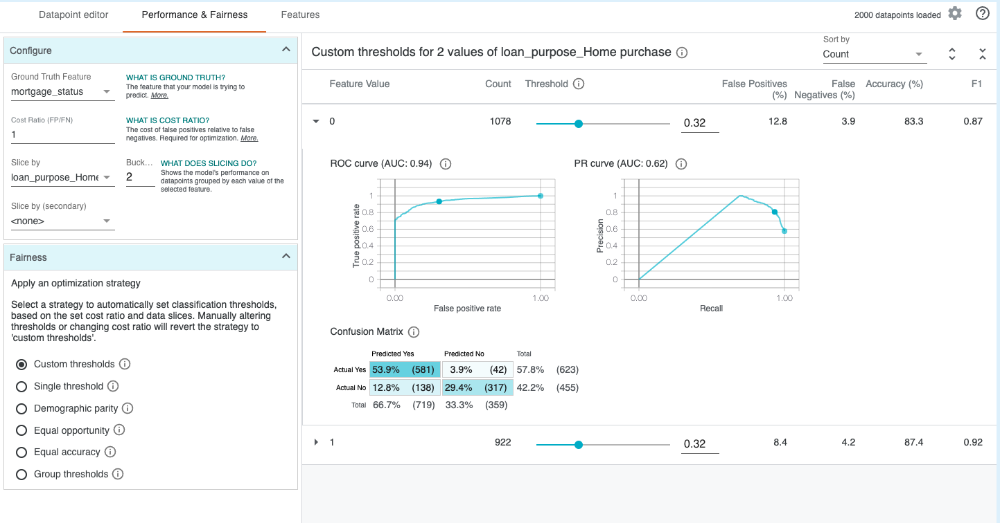 Datapoint editor Performance & Fairness Features 2000 datapoints loaded
Configure
Ground Truth Feature
mortgage_status
WHAT IS GROUND TRUTH?
The feature that your model is trying to
predict. More.
Cost Ratio (FP/FN)
1
WHAT IS COST RATIO?
The cost of false positives relative to false
negatives. Required for optimization. More.
Slice by
loan_purpose_Home
Buck...
2
WHAT DOES SLICING DO?
Shows the model's performance on
datapoints grouped by each value of the
selected feature.
Slice by (secondary)
<none>
Fairness
Apply an optimization strategy
Select a strategy to automatically set classification thresholds,
based on the set cost ratio and data slices. Manually altering
thresholds or changing cost ratio will revert the strategy to
'custom thresholds'.
Custom thresholds
Single threshold
Demographic parity
Equal opportunity
Equal accuracy
Group thresholds
Custom thresholds for 2 values of loan_purpose_Home purchase
Sort by
Count
Feature Value Count Threshold False Positives (%) False Negatives (%) Accuracy (%) F1
0 1078 0.32 12.8 3.9 83.3 0.87
ROC curve (AUC: 0.94)
True positive rate
1
0.8
0.6
0.4
0.2
0
0.00 1.00
False positive rate
PR curve (AUC: 0.62)
Precision
1
0.8
0.6
0.4
0.2
0
0.00 1.00
Recall
Confusion Matrix
Predicted Yes Predicted No Total
Actual Yes 53.9% (581) 3.9% (42) 57.8% (623)
Actual No 12.8% (138) 29.4% (317) 42.2% (455)
Total 66.7% (719) 33.3% (359)
1 922 0.32 8.4 4.2 87.4 0.92